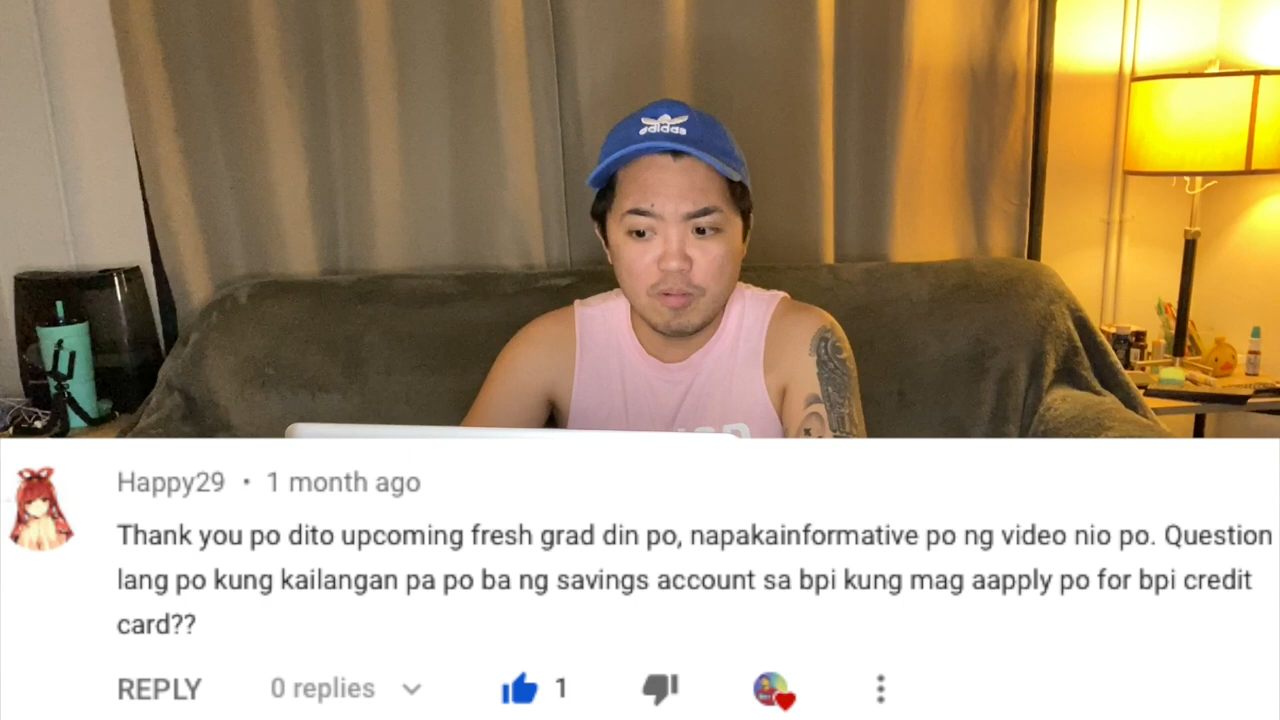 adidas
Happy29 • 1 month ago
Thank you po dito upcoming fresh grad din po, napakainformative po ng video nio po. Question
lang po kung kailangan pa po ba ng savings account sa bpi kung mag aapply po for bpi credit
card??
REPLY 0 replies 1